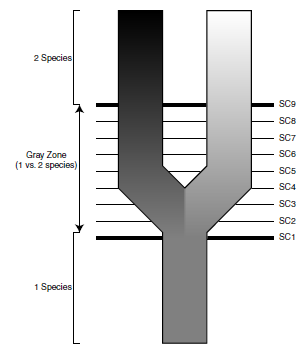 2 Species
SC9
SC8
SC7
SC6
Gray Zone
(1 vs. 2 species)
SC5
SC4
SC3
SC2
SC1
1 Species